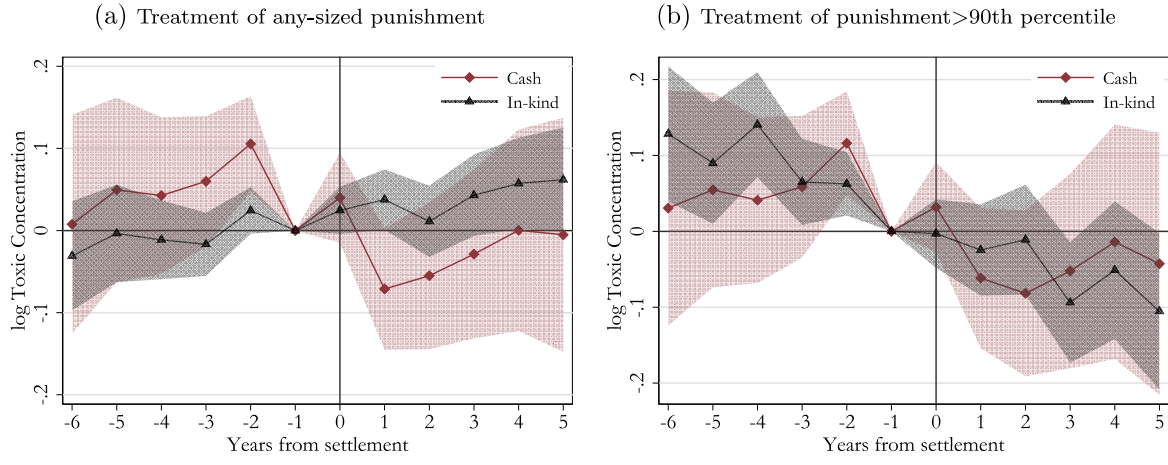 (a) Treatment of any-sized punishment
.2
.1
0
-.1
-.2
log Toxic Concentration
Cash
In-kind
-6 -5 -4 -3 -2 -1 0 1 2 3 4 5
Years from settlement
(b) Treatment of punishment>90th percentile
.2
.1
0
-.1
-.2
log Toxic Concentration
Cash
In-kind
-6 -5 -4 -3 -2 -1 0 1 2 3 4 5
Years from settlement